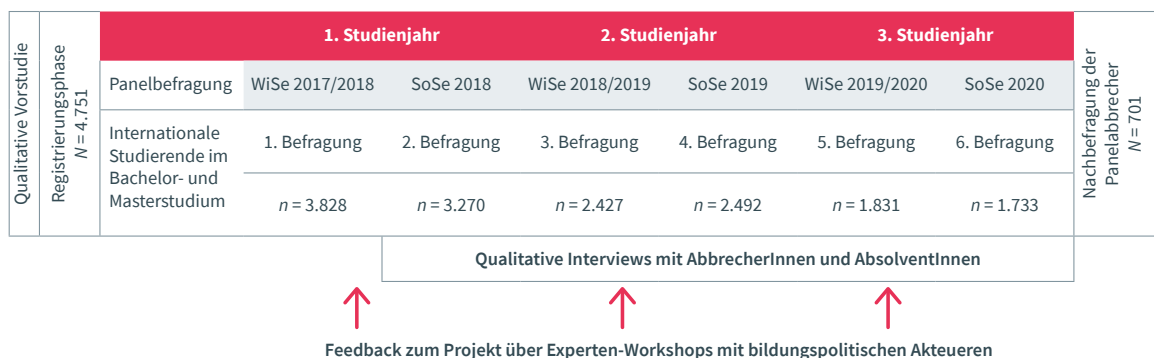 Qualitative Vorstudie
Registrierungsphase
N = 4.751
1. Studienjahr
2. Studienjahr
3. Studienjahr
Panelbefragung
WiSe 2017/2018
SoSe 2018
WiSe 2018/2019
SoSe 2019
WiSe 2019/2020
SoSe 2020
Internationale
Studierende im
Bachelor- und
Masterstudium
1. Befragung
2. Befragung
3. Befragung
4. Befragung
5. Befragung
6. Befragung
n = 3.828
n = 3.270
n = 2.427
n = 2.492
n = 1.831
n = 1.733
Nachbefragung der
Panelabbrecher
N = 701
Qualitative Interviews mit AbbrecherInnen und AbsolventInnen
Feedback zum Projekt über Experten-Workshops mit bildungspolitischen Akteueren